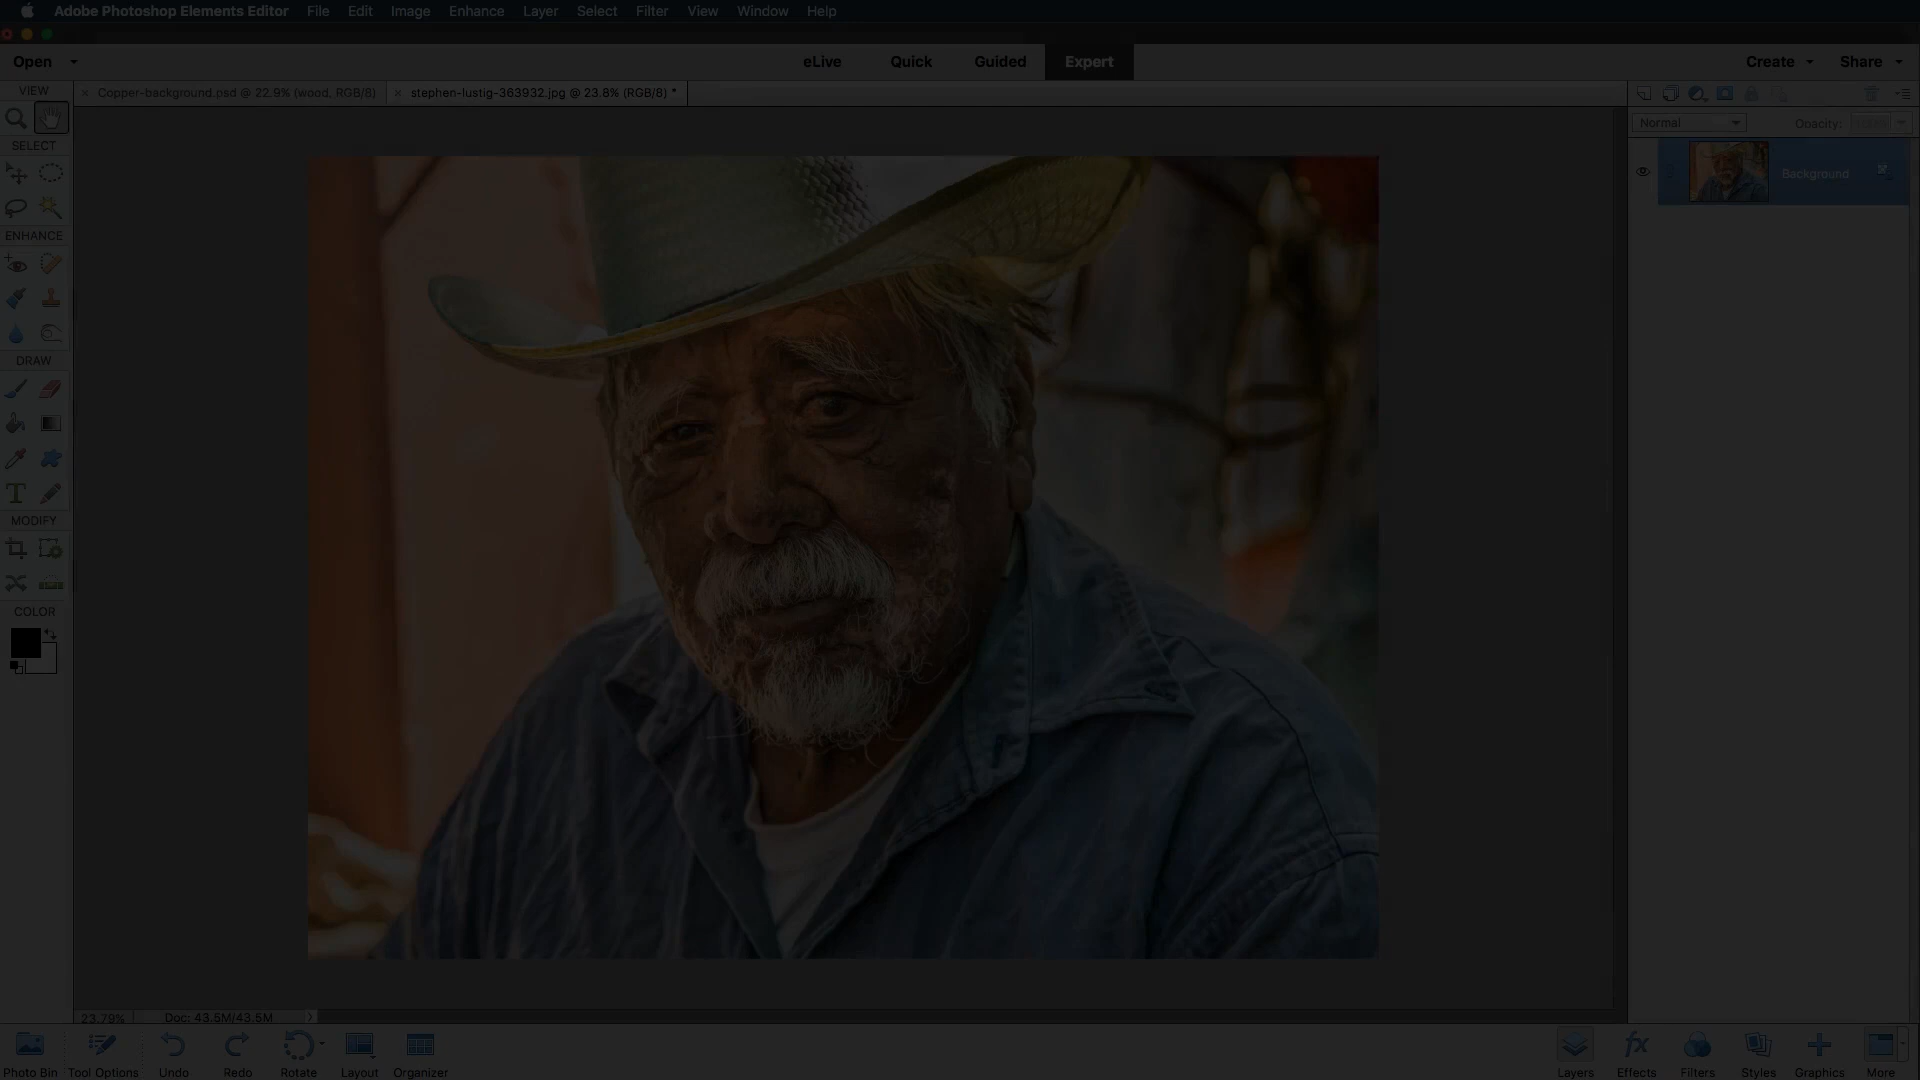 Adobe Photoshop Elements Editor File Edit Image Enhance Layer Select Filter View Window Help
Open eLive Quick Guided Expert Create Share
VIEW
Copper-background.psd @ 22.9% (wood, RGB/8)
stephen-lustig-363932.jpg @ 23.8% (RGB/8) *
Normal Opacity:
SELECT
Background
ENHANCE
DRAW
MODIFY
COLOR
23.79% Doc: 43.5M/43.5M
Photo Bin Tool Options Undo Redo Rotate Layout Organizer Layers Effects Filters Styles Graphics More